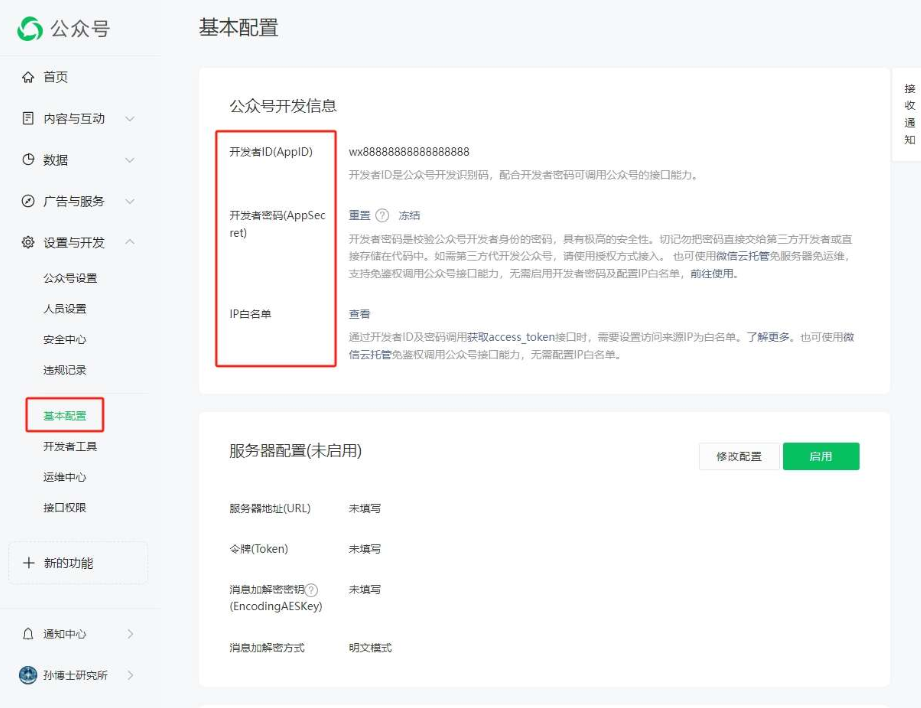 公众号
首页
内容与互动
数据
广告与服务
设置与开发
公众号设置
人员设置
安全中心
违规记录
基本配置
开发者工具
运维中心
接口权限
新的功能
通知中心
孙博士研究所
基本配置
公众号开发信息
开发者ID(AppID)
wx88888888888888888
开发者ID是公众号开发识别码，配合开发者密码可调用公众号的接口能力。
开发者密码(AppSec
ret)
重置 ? 冻结
开发者密码是校验公众号开发者身份的密码，具有极高的安全性。切记勿把密码直接交给第三方开发者或直
接存储在代码中。如需第三方代开发公众号，请使用授权方式接入。 也可使用微信云托管免服务器免运维，
支持免鉴权调用公众号接口能力，无需启用开发者密码及配置IP白名单，前往使用。
IP白名单
查看
通过开发者ID及密码调用获取access_token接口时，需要设置访问来源IP为白名单。了解更多。也可使用微
信云托管免鉴权调用公众号接口能力，无需配置IP白名单。
服务器配置(未启用)
修改配置
启用
服务器地址(URL)
未填写
令牌(Token)
未填写
消息加解密密钥?
(EncodingAESKey)
未填写
消息加解密方式
明文模式
接收通知